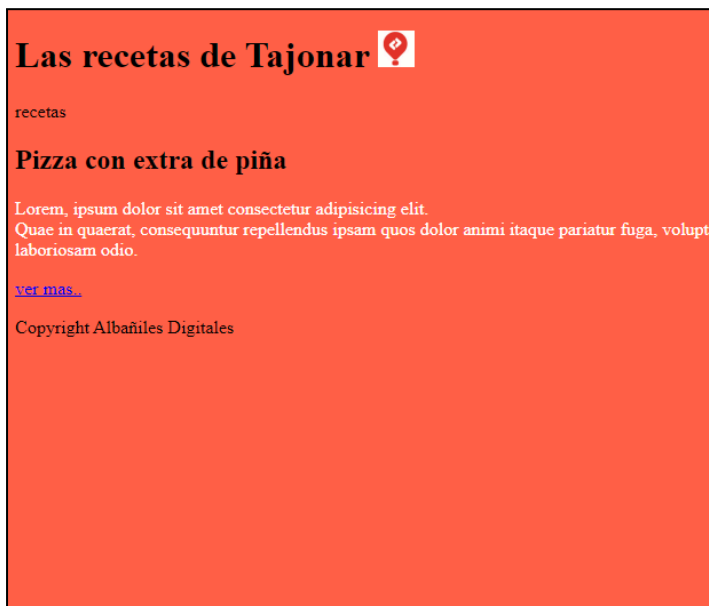 Las recetas de Tajonar
recetas
Pizza con extra de piña
Lorem, ipsum dolor sit amet consectetur adipisicing elit.
Quae in quaerat, consequuntur repellendus ipsam quos dolor animi itaque pariatur fuga, volupt
laboriosam odio.
ver mas..
Copyright Albañiles Digitales